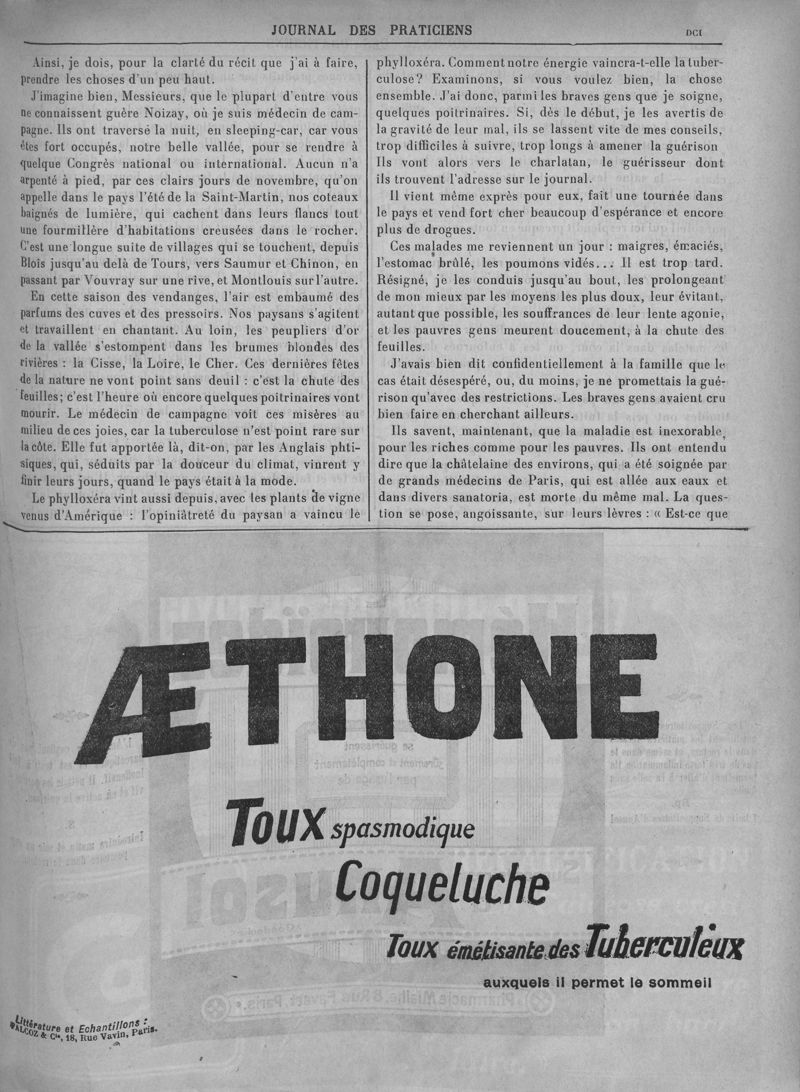 JOURNAL DES PRATICIENS
DCI
Ainsi, je dois, pour la clarté du récit que j'ai à faire,
prendre les choses d'un peu haut.
J'imagine bien, Messieurs, que le plupart d'entre vous
ne connaissent guère Noizay, où je suis médecin de cam-
pagne. Ils ont traversé la nuit, en sleeping-car, car vous
êtes fort occupés, notre belle vallée, pour se rendre à
quelque Congrès national ou international. Aucun n'a
arpenté à pied, par ces clairs jours de novembre, qu'on
appelle dans le pays l'été de la Saint-Martin, nos coteaux
baignés de lumière, qui cachent dans leurs flancs tout
une fourmillère d'habitations creusées dans le rocher.
C'est une longue suite de villages qui se touchent, depuis
Blois jusqu'au delà de Tours, vers Saumur et Chinon, en
passant par Vouvray sur une rive, et Montlouis sur l'autre.
En cette saison des vendanges, l'air est embaumé des
parfums des cuves et des pressoirs. Nos paysans s'agitent
et travaillent en chantant. Au loin, les peupliers d'or
de la vallée s'estompent dans les brumes blondes des
rivières : la Cisse, la Loire, le Cher. Ces dernières fêtes
de la nature ne vont point sans deuil : c'est la chute des
feuilles; c'est l'heure où encore quelques poitrinaires vont
mourir. Le médecin de campagne voit ces misères au
milieu de ces joies, car la tuberculose n'est point rare sur
la côte. Elle fut apportée là, dit-on, par les Anglais phti-
siques, qui, séduits par la douceur du climat, vinrent y
finir leurs jours, quand le pays était à la mode.
Le phylloxéra vint aussi depuis, avec les plants de vigne
venus d'Amérique : l'opiniâtreté du paysan a vaincu le
phylloxéra. Comment notre énergie vaincra-t-elle la tuber-
culose? Examinons, si vous voulez bien, la chose
ensemble. J'ai donc, parmi les braves gens que je soigne,
quelques poitrinaires. Si, dès le début, je les avertis de
la gravité de leur mal, ils se lassent vite de mes conseils,
trop difficiles à suivre, trop longs à amener la guérison
Ils vont alors vers le charlatan, le guérisseur dont
ils trouvent l'adresse sur le journal.
Il vient même exprès pour eux, fait une tournée dans
le pays et vend fort cher beaucoup d'espérance et encore
plus de drogues.
Ces malades me reviennent un jour : maigres, émaciés,
l'estomac brûlé, les poumons vidés... Il est trop tard.
Résigné, je les conduis jusqu'au bout, les prolongeant
de mon mieux par les moyens les plus doux, leur évitant,
autant que possible, les souffrances de leur lente agonie,
et les pauvres gens meurent doucement, à la chute des
feuilles.
J'avais bien dit confidentiellement à la famille que le
cas était désespéré, ou, du moins, je ne promettais la gué-
rison qu'avec des restrictions. Les braves gens avaient cru
bien faire en cherchant ailleurs.
Ils savent, maintenant, que la maladie est inexorable,
pour les riches comme pour les pauvres. Ils ont entendu
dire que la châtelaine des environs, qui a été soignée par
de grands médecins de Paris, qui est allée aux eaux et
dans divers sanatoria, est morte du même mal. La ques-
tion se pose, angoissante, sur leurs lèvres : « Est-ce que
ÆTHONE
Toux spasmodique
Coqueluche
Toux émétisante des Tuberculeux
auxquels il permet le sommeil
Littérature et Echantillons :
FALCOZ & Cie, 18, Rue Vavin, Paris.